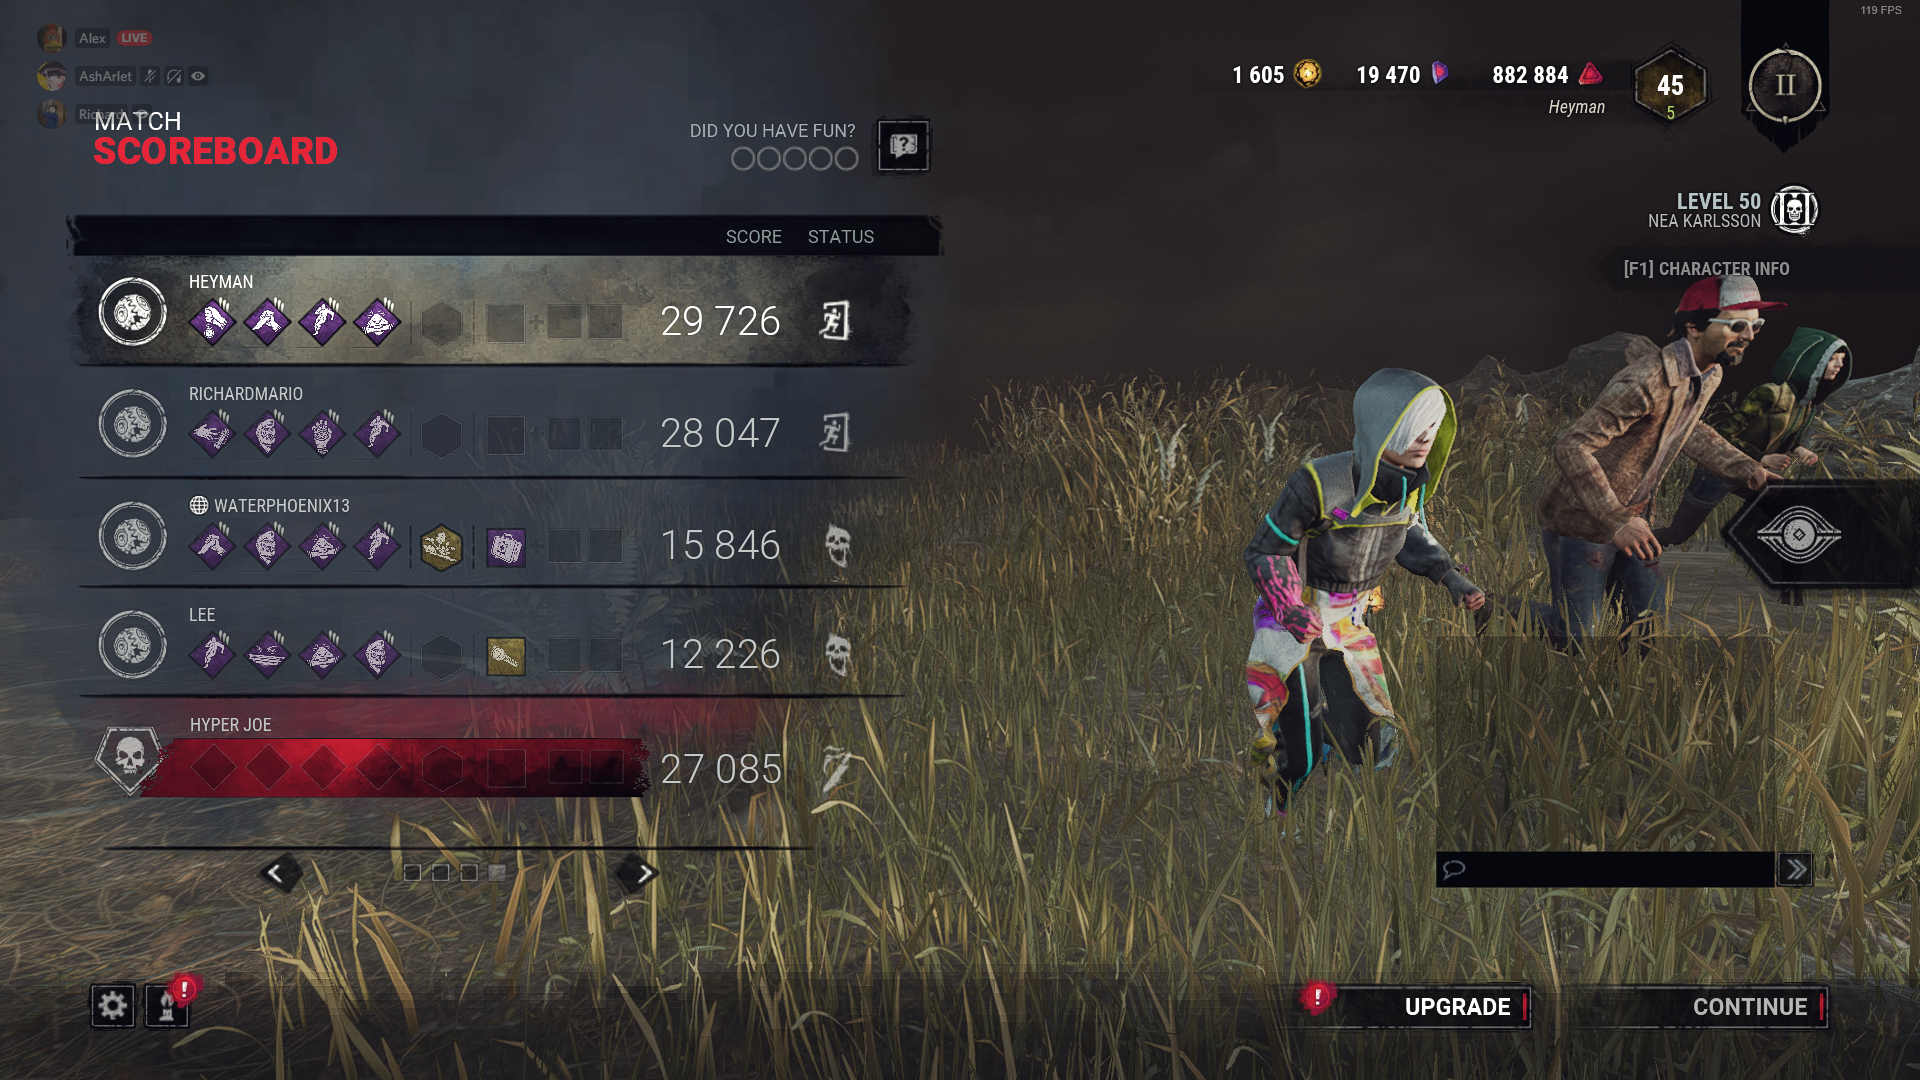 119 FPS
Alex LIVE
AshArlet
Richard
MATCH
SCOREBOARD
DID YOU HAVE FUN?
1 605
19 470
882 884
Heyman
45
5
II
LEVEL 50
NEA KARLSSON
[F1] CHARACTER INFO
SCORE STATUS
HEYMAN
29 726
RICHARDMARIO
28 047
WATERPHOENIX13
15 846
LEE
12 226
HYPER JOE
27 085
UPGRADE
CONTINUE